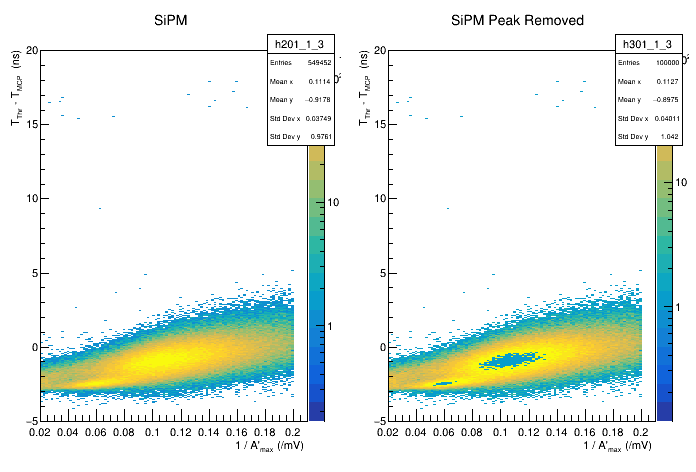 SiPM
h201_1_3
Entries 549452
Mean x 0.1114
Mean y −0.9178
Std Dev x 0.03749
Std Dev y 0.9761
T_Thr - T_MCP (ns)
20
15
10
5
0
−5
0.02 0.04 0.06 0.08 0.1 0.12 0.14 0.16 0.18 0.2
1 / A'_max (/mV)
10
1
SiPM Peak Removed
h301_1_3
Entries 100000
Mean x 0.1127
Mean y −0.8975
Std Dev x 0.04011
Std Dev y 1.042
T_Thr - T_MCP (ns)
20
15
10
5
0
−5
0.02 0.04 0.06 0.08 0.1 0.12 0.14 0.16 0.18 0.2
1 / A'_max (/mV)
10
1